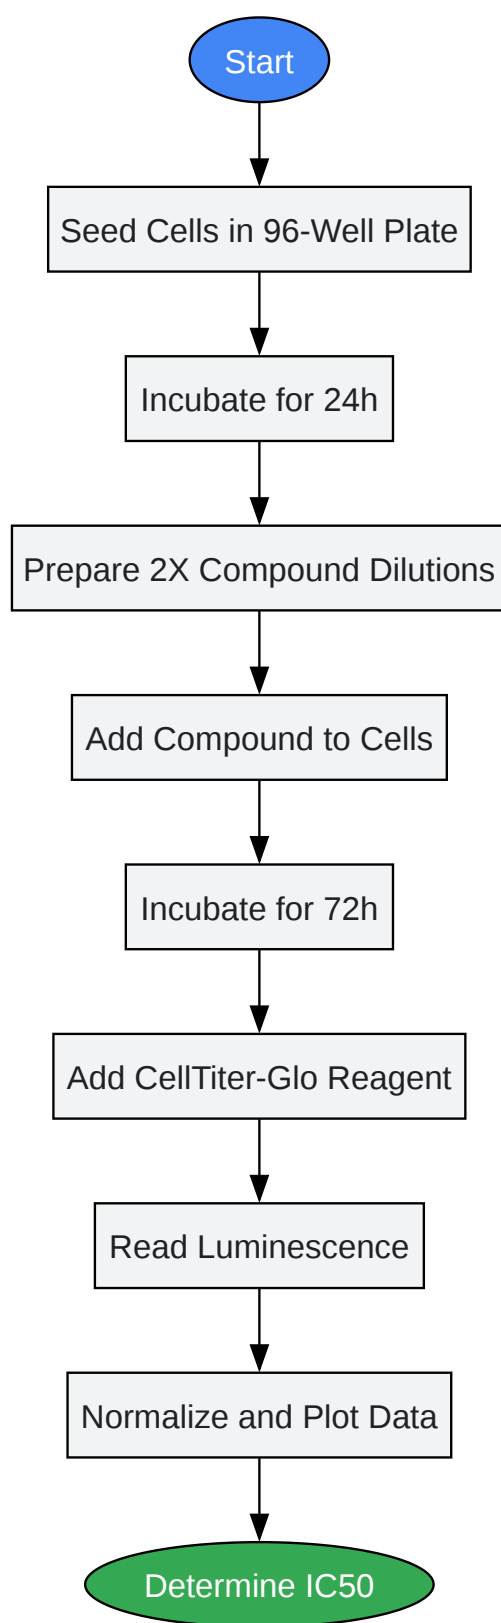 Start
Seed Cells in 96-Well Plate
Incubate for 24h
Prepare 2X Compound Dilutions
Add Compound to Cells
Incubate for 72h
Add CellTiter-Glo Reagent
Read Luminescence
Normalize and Plot Data
Determine IC50